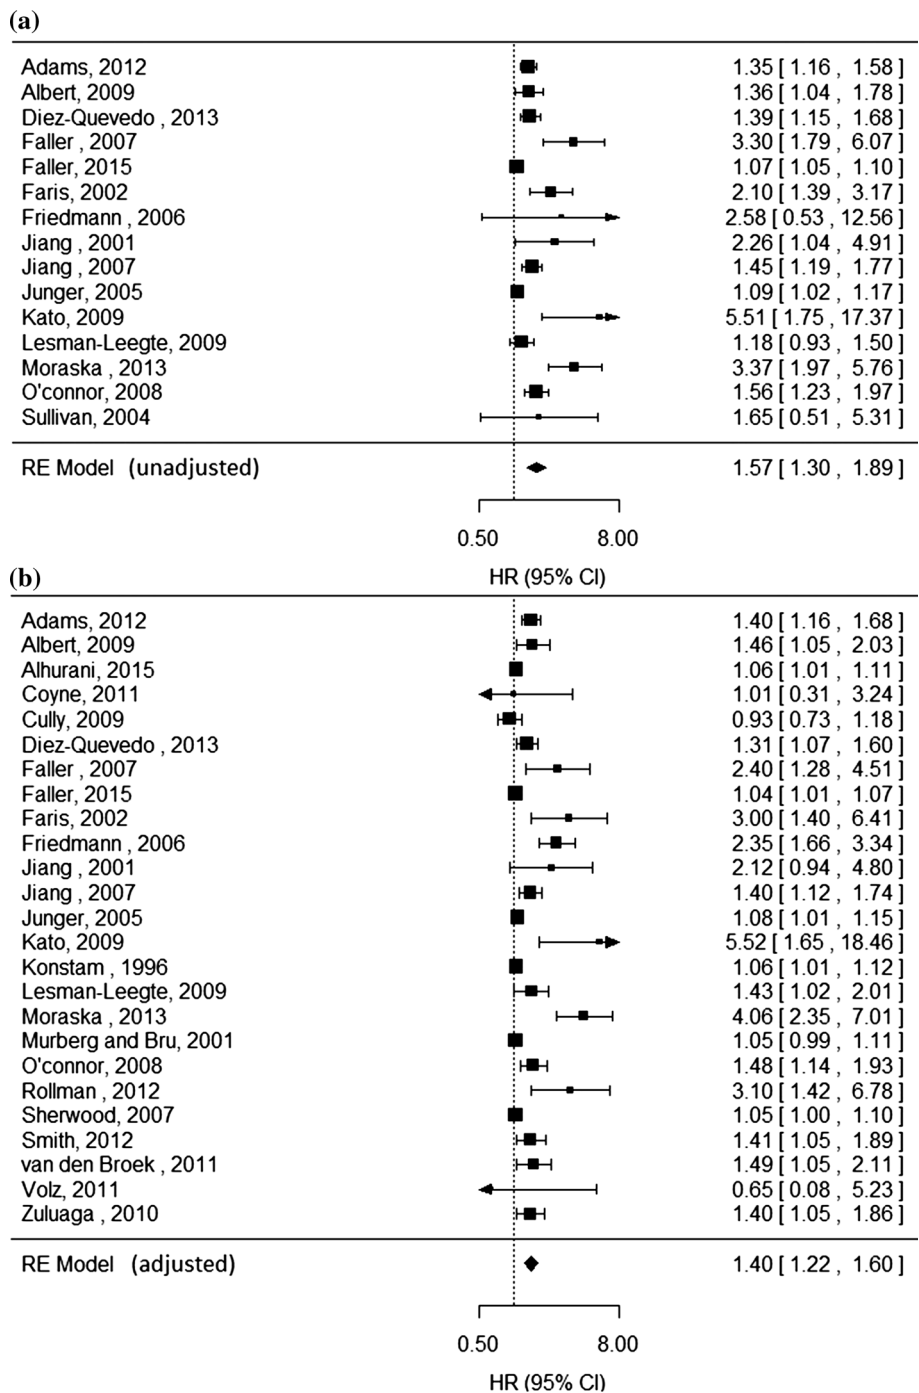 (a)
Adams, 2012 1.35 [ 1.16 , 1.58 ]
Albert, 2009 1.36 [ 1.04 , 1.78 ]
Diez-Quevedo , 2013 1.39 [ 1.15 , 1.68 ]
Faller , 2007 3.30 [ 1.79 , 6.07 ]
Faller , 2015 1.07 [ 1.05 , 1.10 ]
Faris, 2002 2.10 [ 1.39 , 3.17 ]
Friedmann , 2006 2.58 [ 0.53 , 12.56 ]
Jiang , 2001 2.26 [ 1.04 , 4.91 ]
Jiang , 2007 1.45 [ 1.19 , 1.77 ]
Junger, 2005 1.09 [ 1.02 , 1.17 ]
Kato, 2009 5.51 [ 1.75 , 17.37 ]
Lesman-Leegte, 2009 1.18 [ 0.93 , 1.50 ]
Moraska, 2013 3.37 [ 1.97 , 5.76 ]
O'connor, 2008 1.56 [ 1.23 , 1.97 ]
Sullivan, 2004 1.65 [ 0.51 , 5.31 ]
RE Model (unadjusted) 1.57 [ 1.30 , 1.89 ]
0.50 8.00
HR (95% CI)
(b)
Adams, 2012 1.40 [ 1.16 , 1.68 ]
Albert, 2009 1.46 [ 1.05 , 2.03 ]
Alhurani, 2015 1.06 [ 1.01 , 1.11 ]
Coyne, 2011 1.01 [ 0.31 , 3.24 ]
Cully, 2009 0.93 [ 0.73 , 1.18 ]
Diez-Quevedo , 2013 1.31 [ 1.07 , 1.60 ]
Faller , 2007 2.40 [ 1.28 , 4.51 ]
Faller, 2015 1.04 [ 1.01 , 1.07 ]
Faris, 2002 3.00 [ 1.40 , 6.41 ]
Friedmann, 2006 2.35 [ 1.66 , 3.34 ]
Jiang , 2001 2.12 [ 0.94 , 4.80 ]
Jiang, 2007 1.40 [ 1.12 , 1.74 ]
Junger, 2005 1.08 [ 1.01 , 1.15 ]
Kato, 2009 5.52 [ 1.65 , 18.46 ]
Konstam , 1996 1.06 [ 1.01 , 1.12 ]
Lesman-Leegte, 2009 1.43 [ 1.02 , 2.01 ]
Moraska , 2013 4.06 [ 2.35 , 7.01 ]
Murberg and Bru, 2001 1.05 [ 0.99 , 1.11 ]
O'connor, 2008 1.48 [ 1.14 , 1.93 ]
Rollman , 2012 3.10 [ 1.42 , 6.78 ]
Sherwood, 2007 1.05 [ 1.00 , 1.10 ]
Smith, 2012 1.41 [ 1.05 , 1.89 ]
van den Broek , 2011 1.49 [ 1.05 , 2.11 ]
Volz, 2011 0.65 [ 0.08 , 5.23 ]
Zuluaga , 2010 1.40 [ 1.05 , 1.86 ]
RE Model (adjusted) 1.40 [ 1.22 , 1.60 ]
0.50 8.00
HR (95% CI)